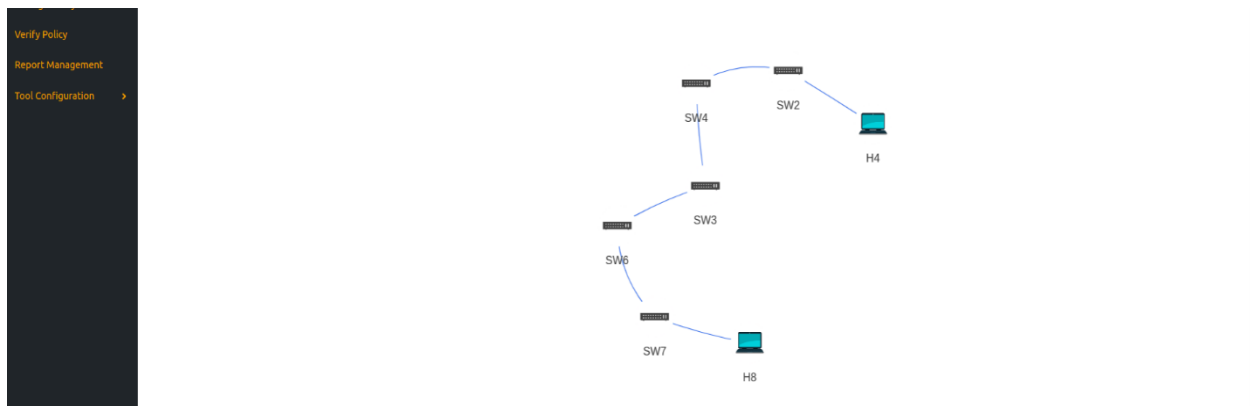 Verify Policy
Report Management
Tool Configuration
SW4
SW2
H4
SW3
SW6
SW7
H8